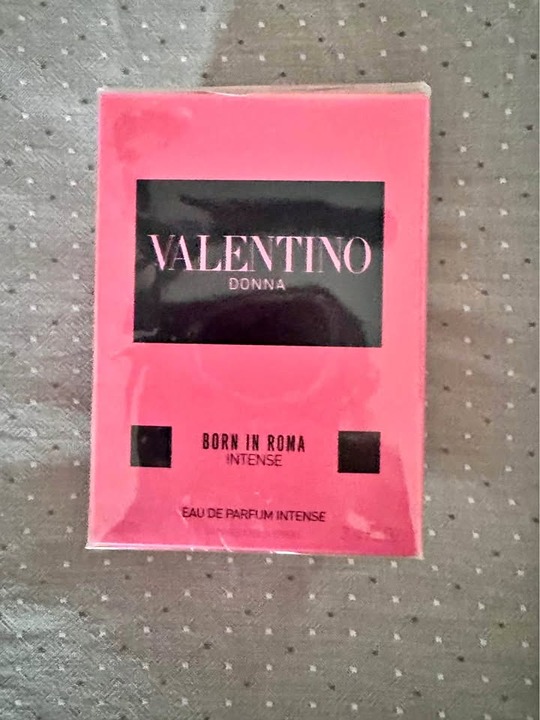 VALENTINO
DONNA
BORN IN ROMA
INTENSE
EAU DE PARFUM INTENSE